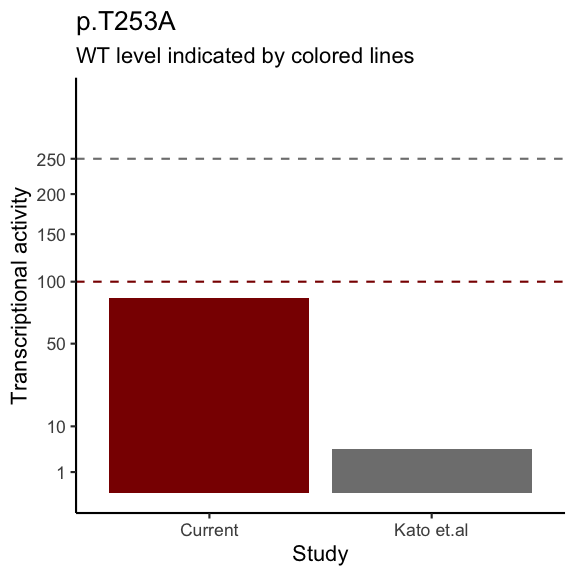 p.T253A
WT level indicated by colored lines
Transcriptional activity
250
200
150
100
50
10
1
Current
Kato et.al
Study